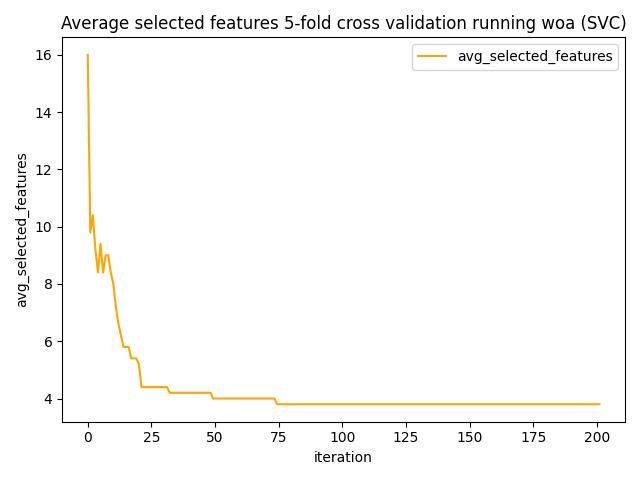 Average selected features 5-fold cross validation running woa (SVC)
avg_selected_features
avg_selected_features
16
14
12
10
8
6
4
0 25 50 75 100 125 150 175 200
iteration